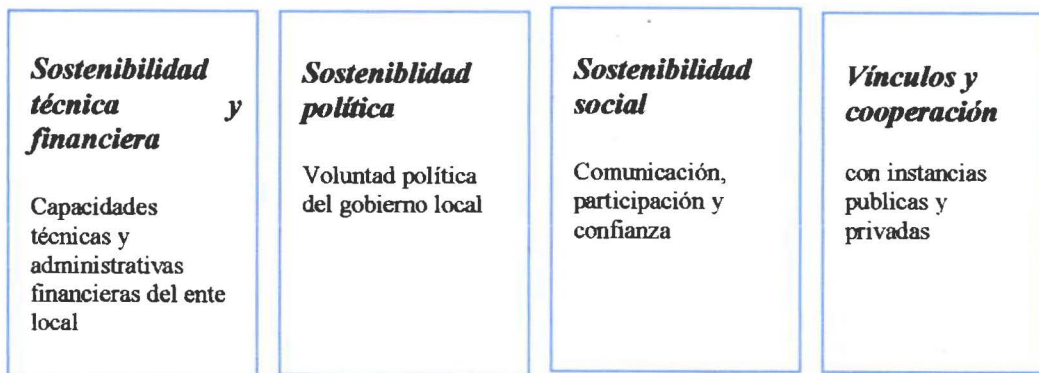 Sostenibilidad
técnica y
financiera
Capacidades
técnicas y
administrativas
financieras del ente
local
Sosteniblidad
política
Voluntad política
del gobierno local
Sostenibilidad
social
Comunicación,
participación y
confianza
Vínculos y
cooperación
con instancias
publicas y
privadas